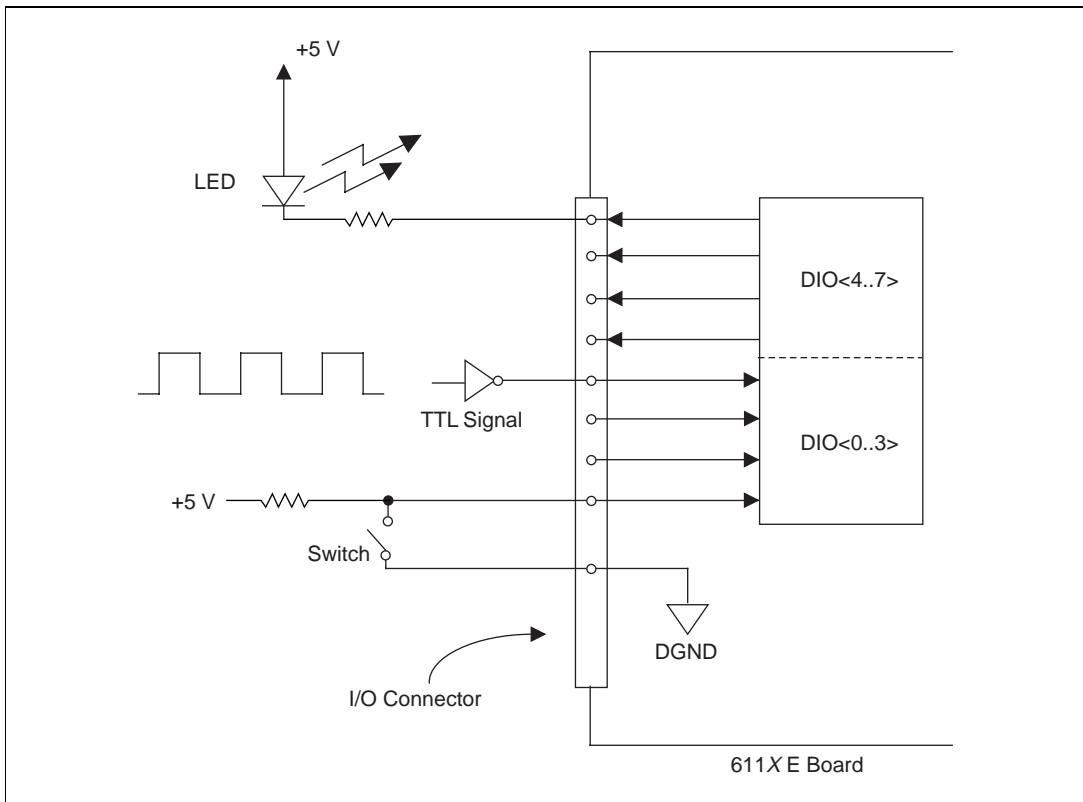 +5 V
LED
DIO<4..7>
TTL Signal
DIO<0..3>
+5 V
Switch
DGND
I/O Connector
611X E Board